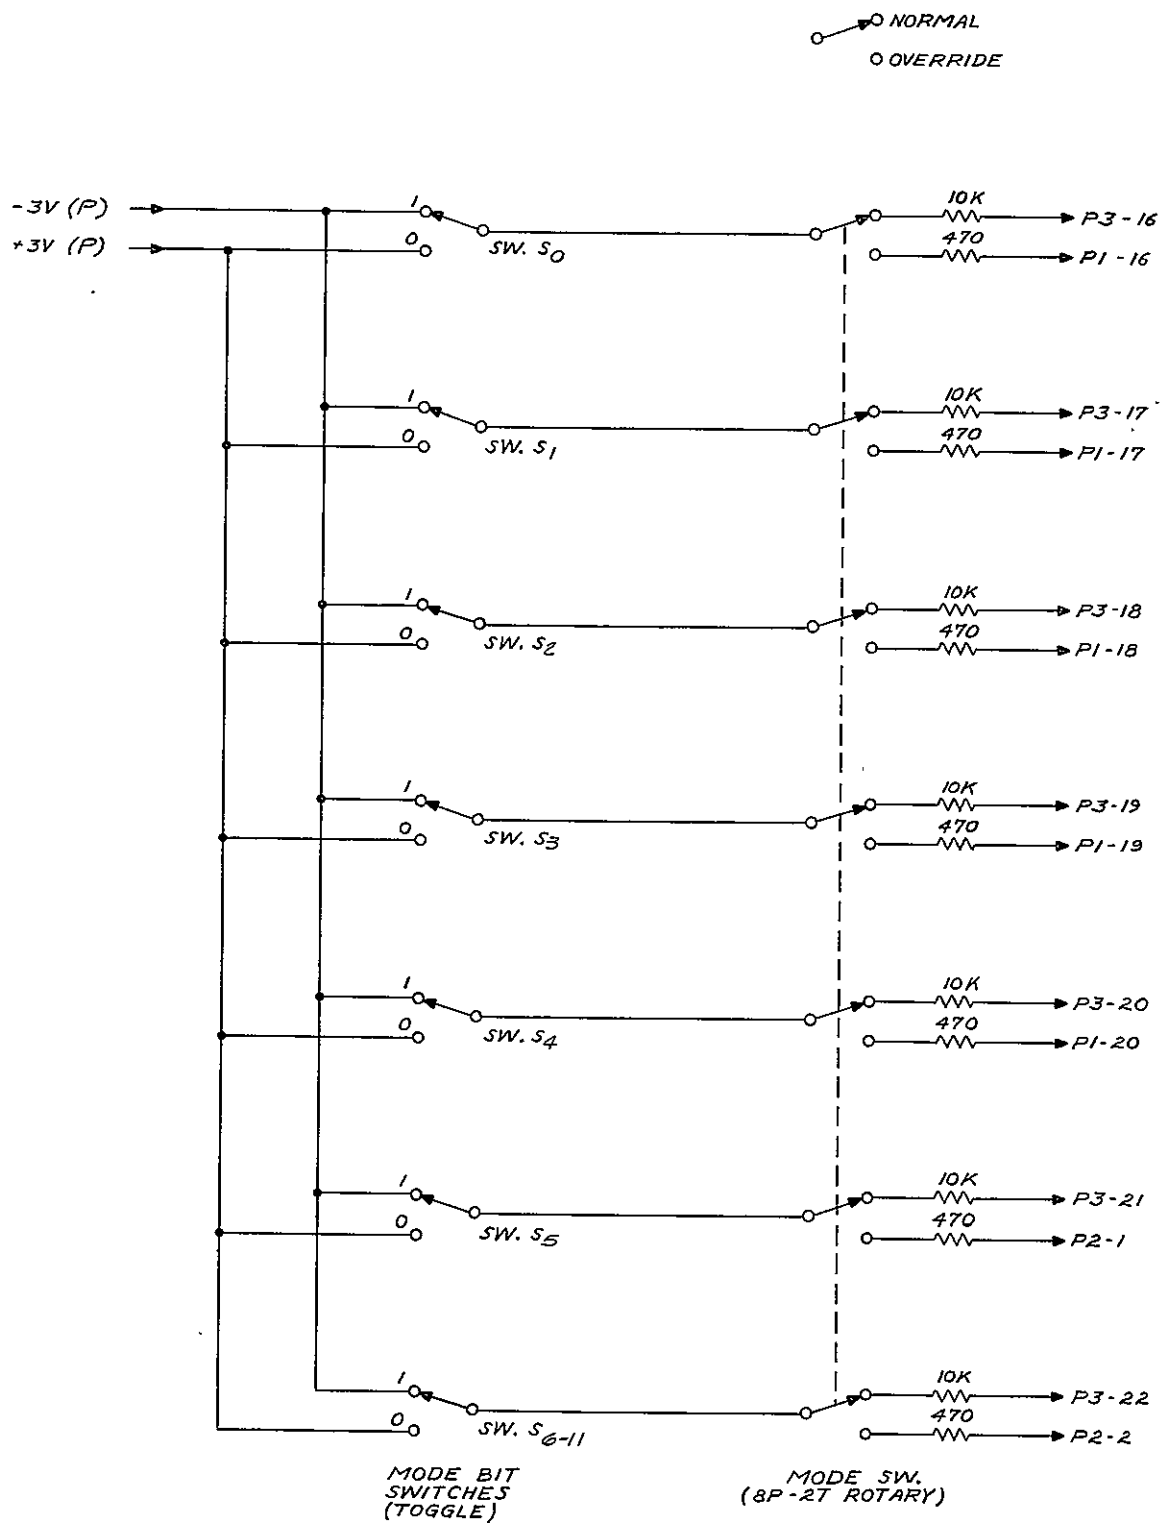 NORMAL
OVERRIDE
-3V (P)
+3V (P)
1
0
SW. S0
10K
P3-16
470
P1-16
1
0
SW. S1
10K
P3-17
470
P1-17
1
0
SW. S2
10K
P3-18
470
P1-18
1
0
SW. S3
10K
P3-19
470
P1-19
1
0
SW. S4
10K
P3-20
470
P1-20
1
0
SW. S5
10K
P3-21
470
P2-1
1
0
SW. S6-11
10K
P3-22
470
P2-2
MODE BIT
SWITCHES
(TOGGLE)
MODE SW.
(8P-2T ROTARY)